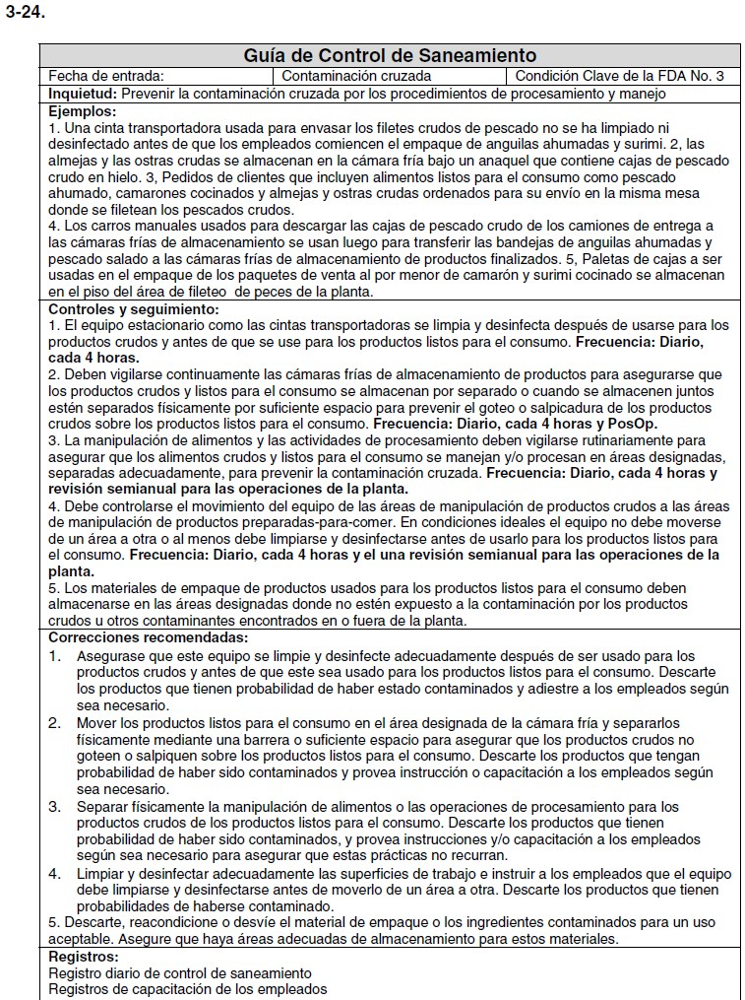 3-24.
Guía de Control de Saneamiento
Fecha de entrada: Contaminación cruzada Condición Clave de la FDA No. 3
Inquietud: Prevenir la contaminación cruzada por los procedimientos de procesamiento y manejo
Ejemplos:
1. Una cinta transportadora usada para envasar los filetes crudos de pescado no se ha limpiado ni
desinfectado antes de que los empleados comiencen el empaque de anguilas ahumadas y surimi. 2, las
almejas y las ostras crudas se almacenan en la cámara fría bajo un anaquel que contiene cajas de pescado
crudo en hielo. 3, Pedidos de clientes que incluyen alimentos listos para el consumo como pescado
ahumado, camarones cocinados y almejas y ostras crudas ordenados para su envío en la misma mesa
donde se filetean los pescados crudos.
4. Los carros manuales usados para descargar las cajas de pescado crudo de los camiones de entrega a
las cámaras frías de almacenamiento se usan luego para transferir las bandejas de anguilas ahumadas y
pescado salado a las cámaras frías de almacenamiento de productos finalizados. 5, Paletas de cajas a ser
usadas en el empaque de los paquetes de venta al por menor de camarón y surimi cocinado se almacenan
en el piso del área de fileteo de peces de la planta.
Controles y seguimiento:
1. El equipo estacionario como las cintas transportadoras se limpia y desinfecta después de usarse para los
productos crudos y antes de que se use para los productos listos para el consumo. Frecuencia: Diario,
cada 4 horas.
2. Deben vigilarse continuamente las cámaras frías de almacenamiento de productos para asegurarse que
los productos crudos y listos para el consumo se almacenan por separado o cuando se almacenen juntos
estén separados físicamente por suficiente espacio para prevenir el goteo o salpicadura de los productos
crudos sobre los productos listos para el consumo. Frecuencia: Diario, cada 4 horas y PosOp.
3. La manipulación de alimentos y las actividades de procesamiento deben vigilarse rutinariamente para
asegurar que los alimentos crudos y listos para el consumo se manejan y/o procesan en áreas designadas,
separadas adecuadamente, para prevenir la contaminación cruzada. Frecuencia: Diario, cada 4 horas y
revisión semianual para las operaciones de la planta.
4. Debe controlarse el movimiento del equipo de las áreas de manipulación de productos crudos a las áreas
de manipulación de productos preparadas-para-comer. En condiciones ideales el equipo no debe moverse
de un área a otra o al menos debe limpiarse y desinfectarse antes de usarlo para los productos listos para
el consumo. Frecuencia: Diario, cada 4 horas y el una revisión semianual para las operaciones de la
planta.
5. Los materiales de empaque de productos usados para los productos listos para el consumo deben
almacenarse en las áreas designadas donde no estén expuesto a la contaminación por los productos
crudos u otros contaminantes encontrados en o fuera de la planta.
Correcciones recomendadas:
1. Asegurase que este equipo se limpie y desinfecte adecuadamente después de ser usado para los
productos crudos y antes de que este sea usado para los productos listos para el consumo. Descarte
los productos que tienen probabilidad de haber estado contaminados y adiestre a los empleados según
sea necesario.
2. Mover los productos listos para el consumo en el área designada de la cámara fría y separarlos
físicamente mediante una barrera o suficiente espacio para asegurar que los productos crudos no
goteen o salpiquen sobre los productos listos para el consumo. Descarte los productos que tengan
probabilidad de haber sido contaminados y provea instrucción o capacitación a los empleados según
sea necesario.
3. Separar físicamente la manipulación de alimentos o las operaciones de procesamiento para los
productos crudos de los productos listos para el consumo. Descarte los productos que tienen
probabilidad de haber sido contaminados, y provea instrucciones y/o capacitación a los empleados
según sea necesario para asegurar que estas prácticas no recurran.
4. Limpiar y desinfectar adecuadamente las superficies de trabajo e instruir a los empleados que el equipo
debe limpiarse y desinfectarse antes de moverlo de un área a otra. Descarte los productos que tienen
probabilidades de haberse contaminado.
5. Descarte, reacondicione o desvíe el material de empaque o los ingredientes contaminados para un uso
aceptable. Asegure que haya áreas adecuadas de almacenamiento para estos materiales.
Registros:
Registro diario de control de saneamiento
Registros de capacitación de los empleados